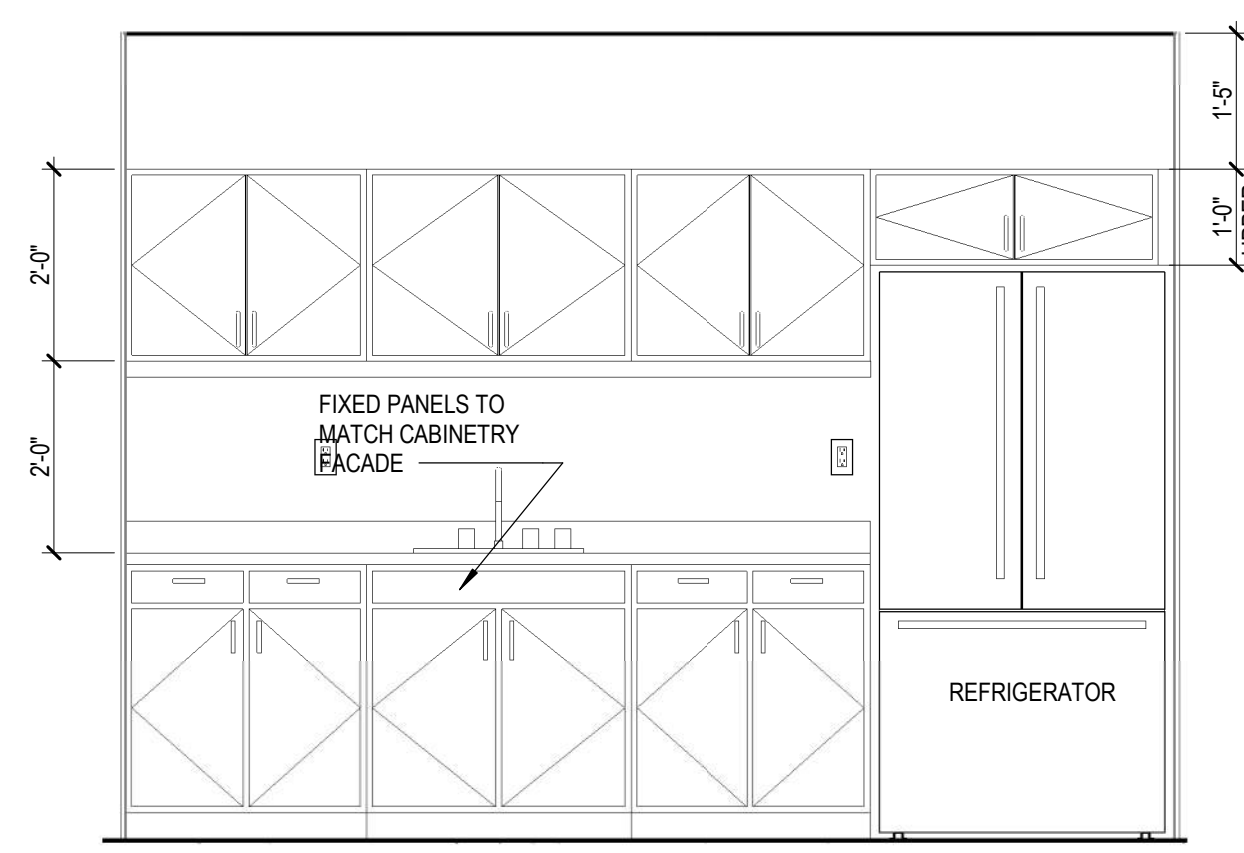 1'-5"
1'-0"
2'-0"
2'-0"
FIXED PANELS TO
MATCH CABINETRY
FACADE
REFRIGERATOR